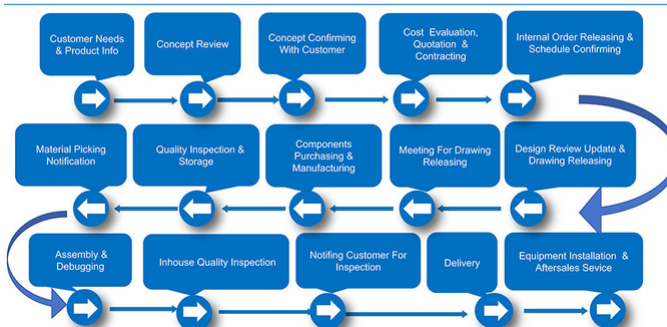 Customer Needs
& Product Info
Concept Review
Concept Confirming
With Customer
Cost Evaluation,
Quotation &
Contracting
Internal Order Releasing &
Schedule Confirming
Material Picking
Notification
Quality Inspection &
Storage
Components
Purchasing &
Manufacturing
Meeting For Drawing
Releasing
Design Review Update &
Drawing Releasing
Assembly &
Debugging
Inhouse Quality Inspection
Notifing Customer For
Inspection
Delivery
Equipment Installation &
Aftersales Sevice